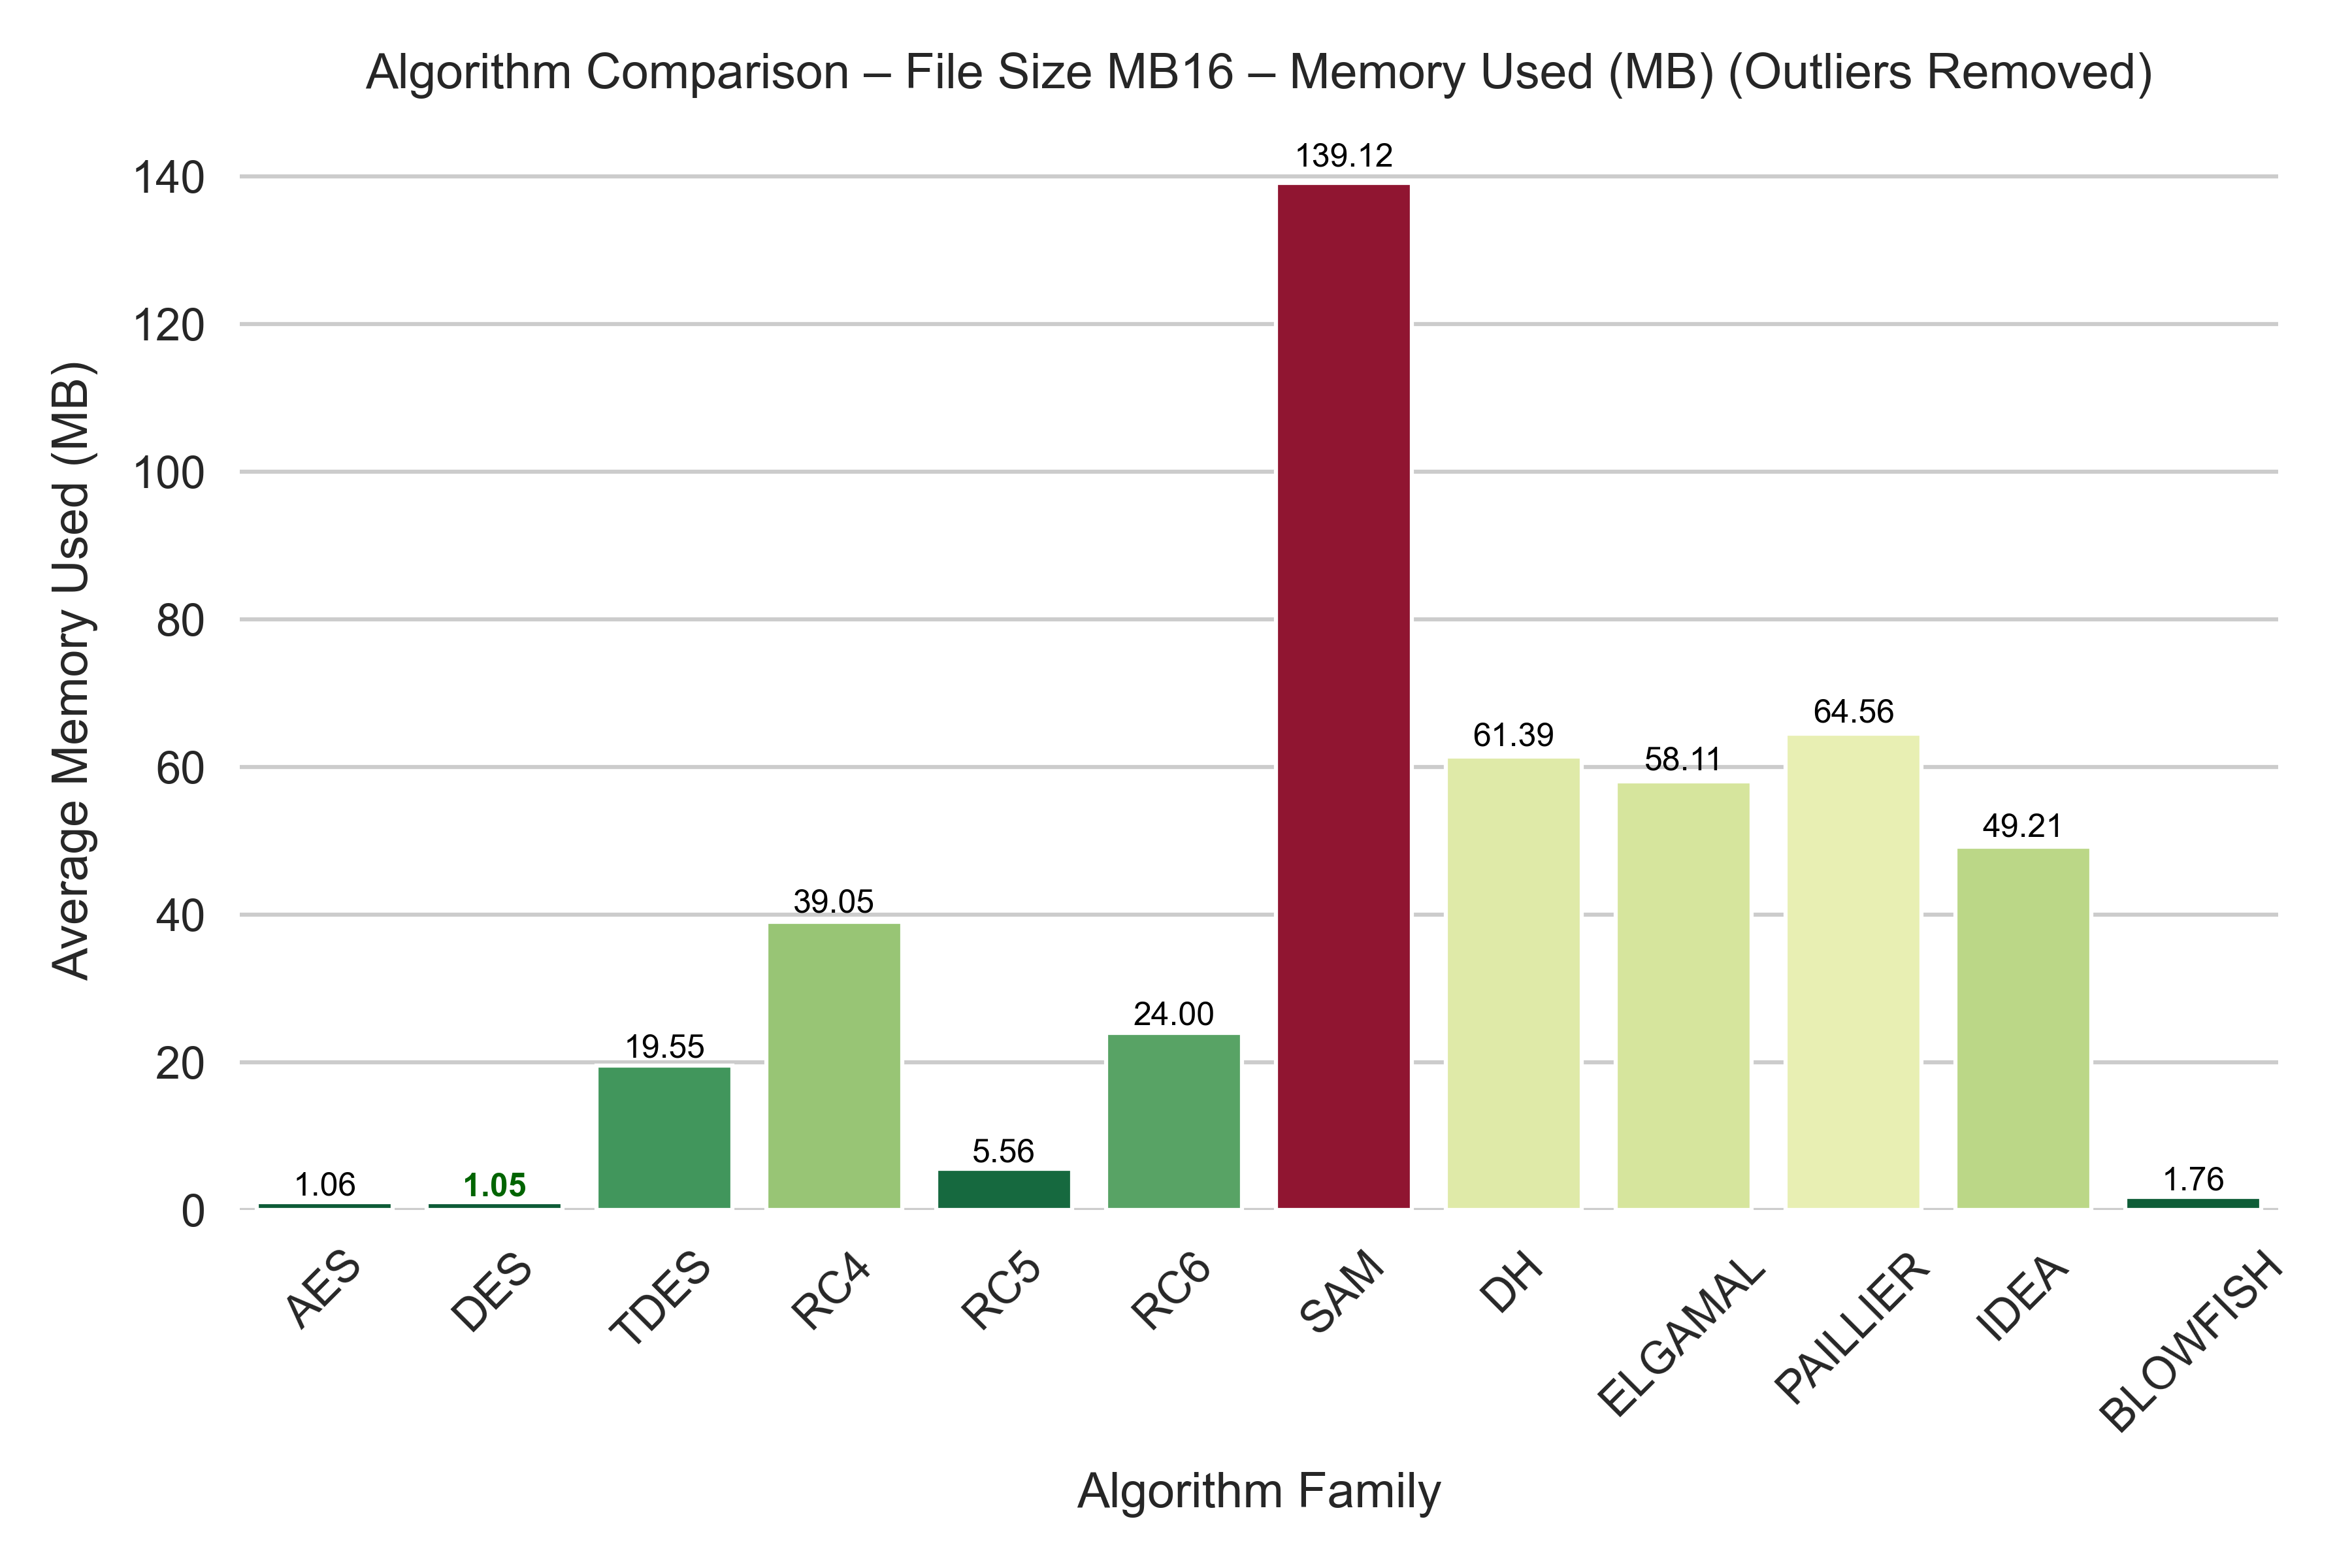 Algorithm Comparison – File Size MB16 – Memory Used (MB) (Outliers Removed)
Average Memory Used (MB)
140
120
100
80
60
40
20
0
1.06
1.05
19.55
39.05
5.56
24.00
139.12
61.39
58.11
64.56
49.21
1.76
AES
DES
TDES
RC4
RC5
RC6
SAM
DH
ELGAMAL
PAILLIER
IDEA
BLOWFISH
Algorithm Family